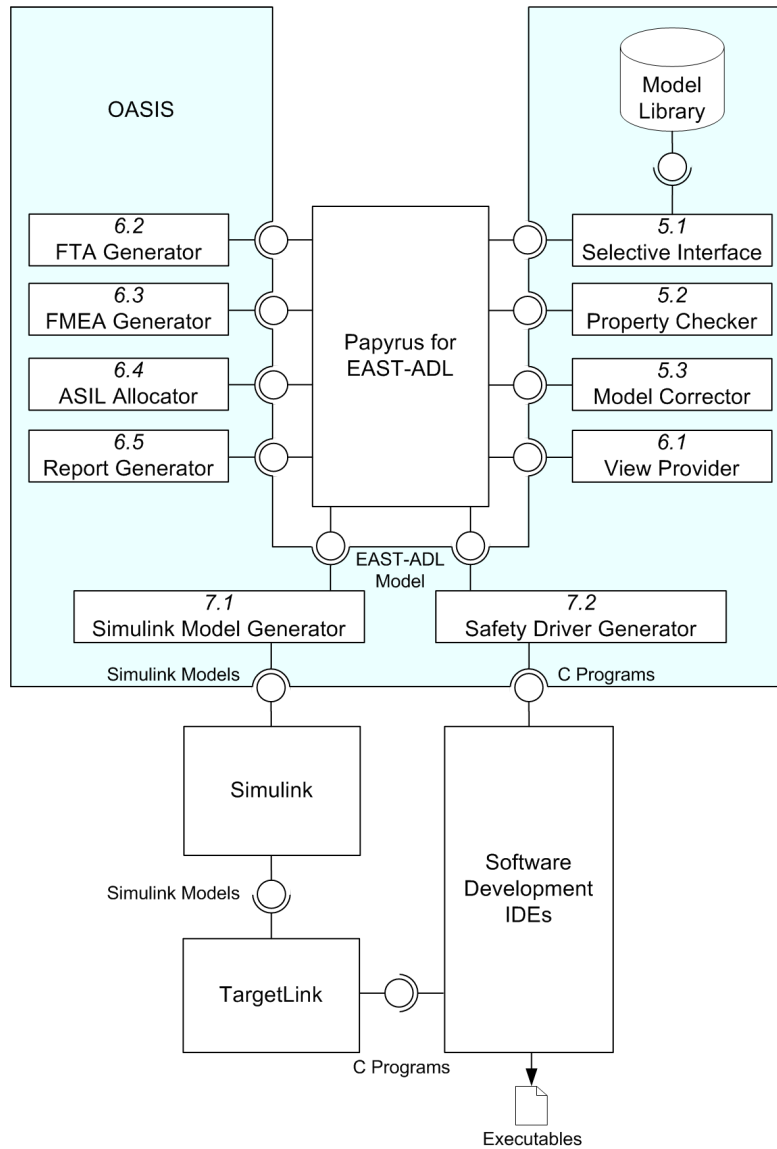 OASIS
Model
Library
6.2
FTA Generator
5.1
Selective Interface
6.3
FMEA Generator
5.2
Property Checker
Papyrus for
EAST-ADL
6.4
ASIL Allocator
5.3
Model Corrector
6.5
Report Generator
6.1
View Provider
EAST-ADL
Model
7.1
Simulink Model Generator
7.2
Safety Driver Generator
Simulink Models
C Programs
Simulink
Software
Development
IDEs
Simulink Models
TargetLink
C Programs
Executables